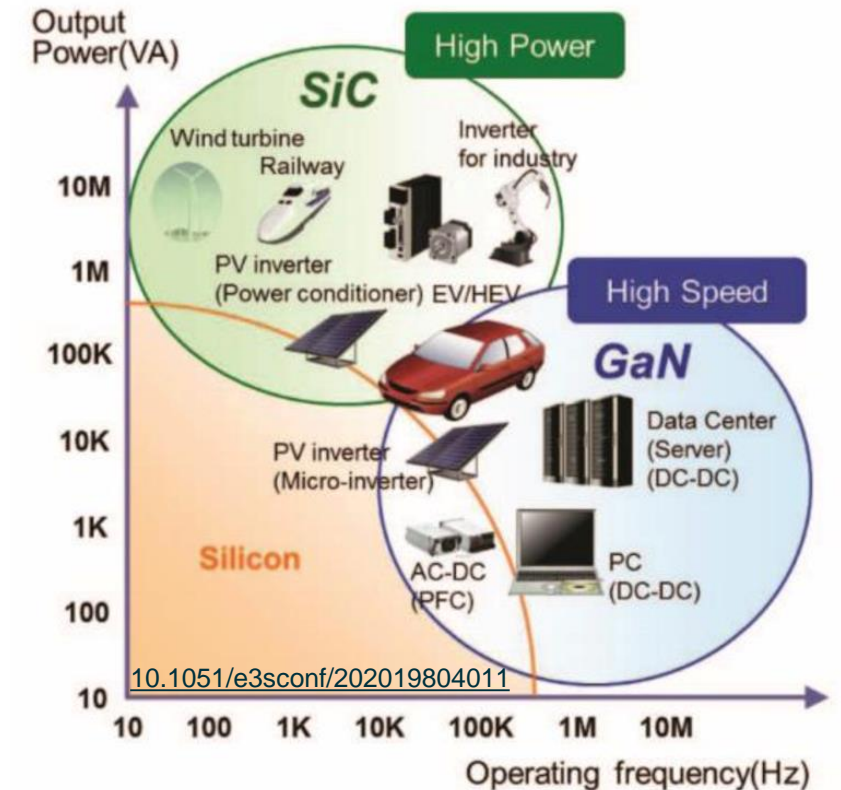 Output
Power(VA)
High Power
SiC
Wind turbine
Railway
Inverter
for industry
10M
1M
PV inverter
(Power conditioner)
EV/HEV
High Speed
100K
GaN
10K
Data Center
(Server)
(DC-DC)
PV inverter
(Micro-inverter)
1K
Silicon
AC-DC
(PFC)
PC
(DC-DC)
100
10.1051/e3sconf/202019804011
10
10 100 1K 10K 100K 1M 10M
Operating frequency(Hz)